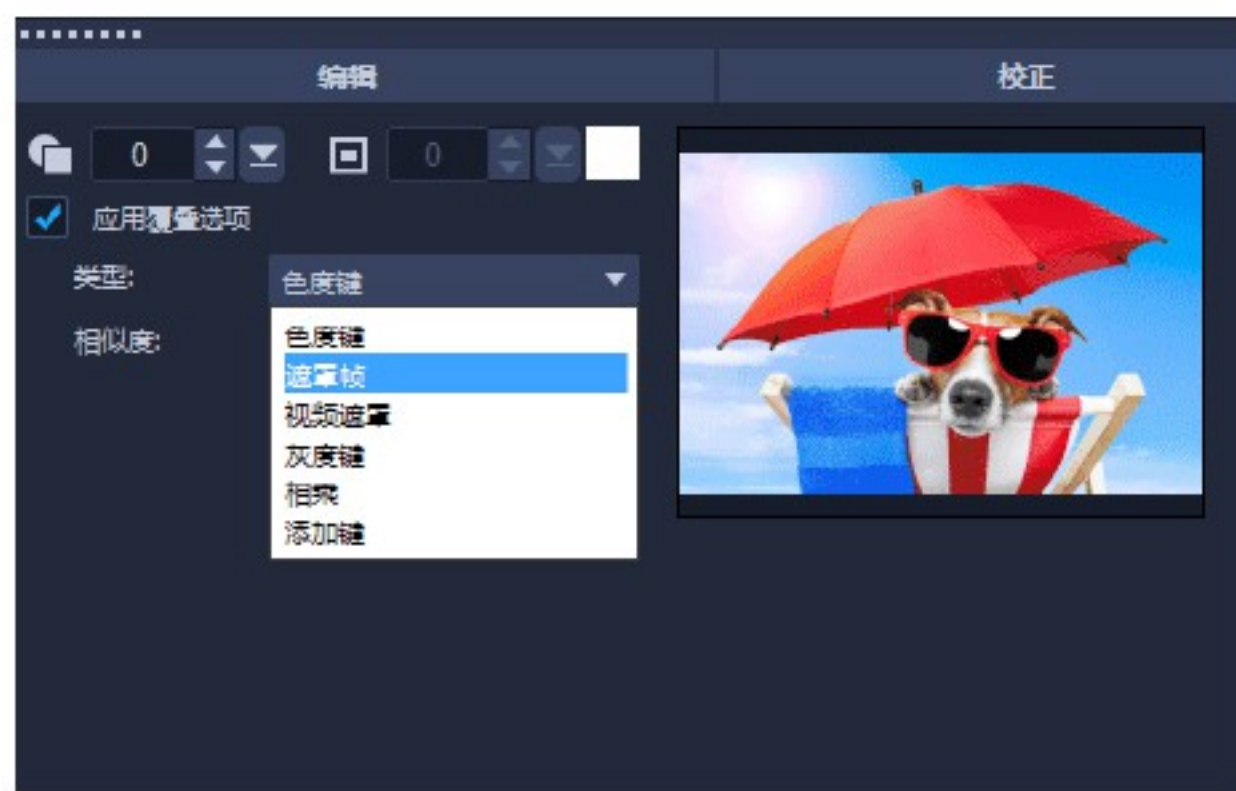 编辑 校正
0 0
应用覆叠选项
类型: 色度键
相似度:
色度键
遮罩帧
视频遮罩
灰度键
相乘
添加键